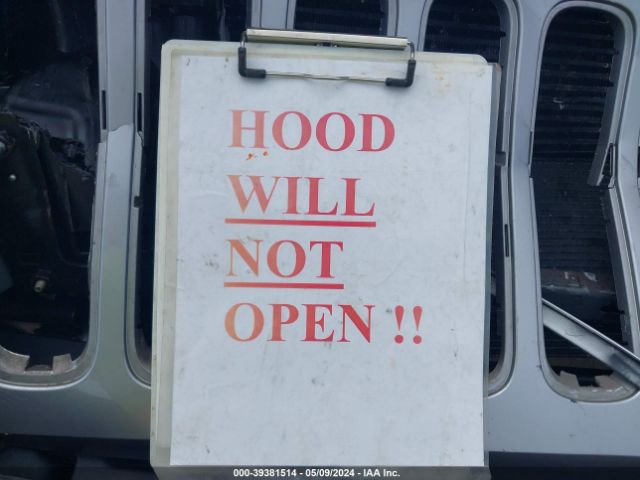 HOOD
WILL
NOT
OPEN !!
000-39381514 - 05/09/2024 - IAA Inc.